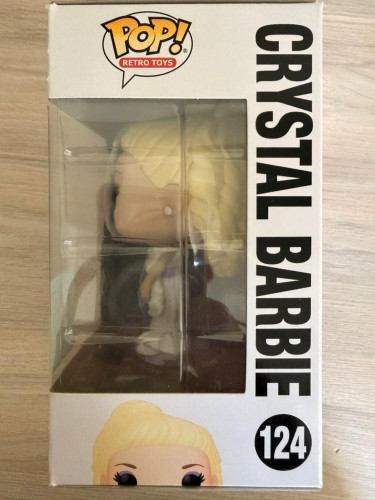 POP!
RETRO TOYS
CRYSTAL BARBIE
124